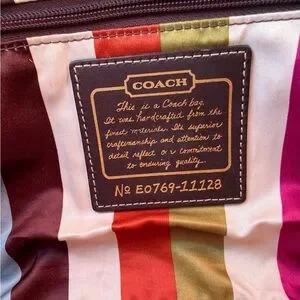 COACH
This is a Coach bag.
It was handcrafted from the
finest materials. Its superior
craftsmanship and attention to
detail reflect our commitment
to enduring quality.
No E0769-11128